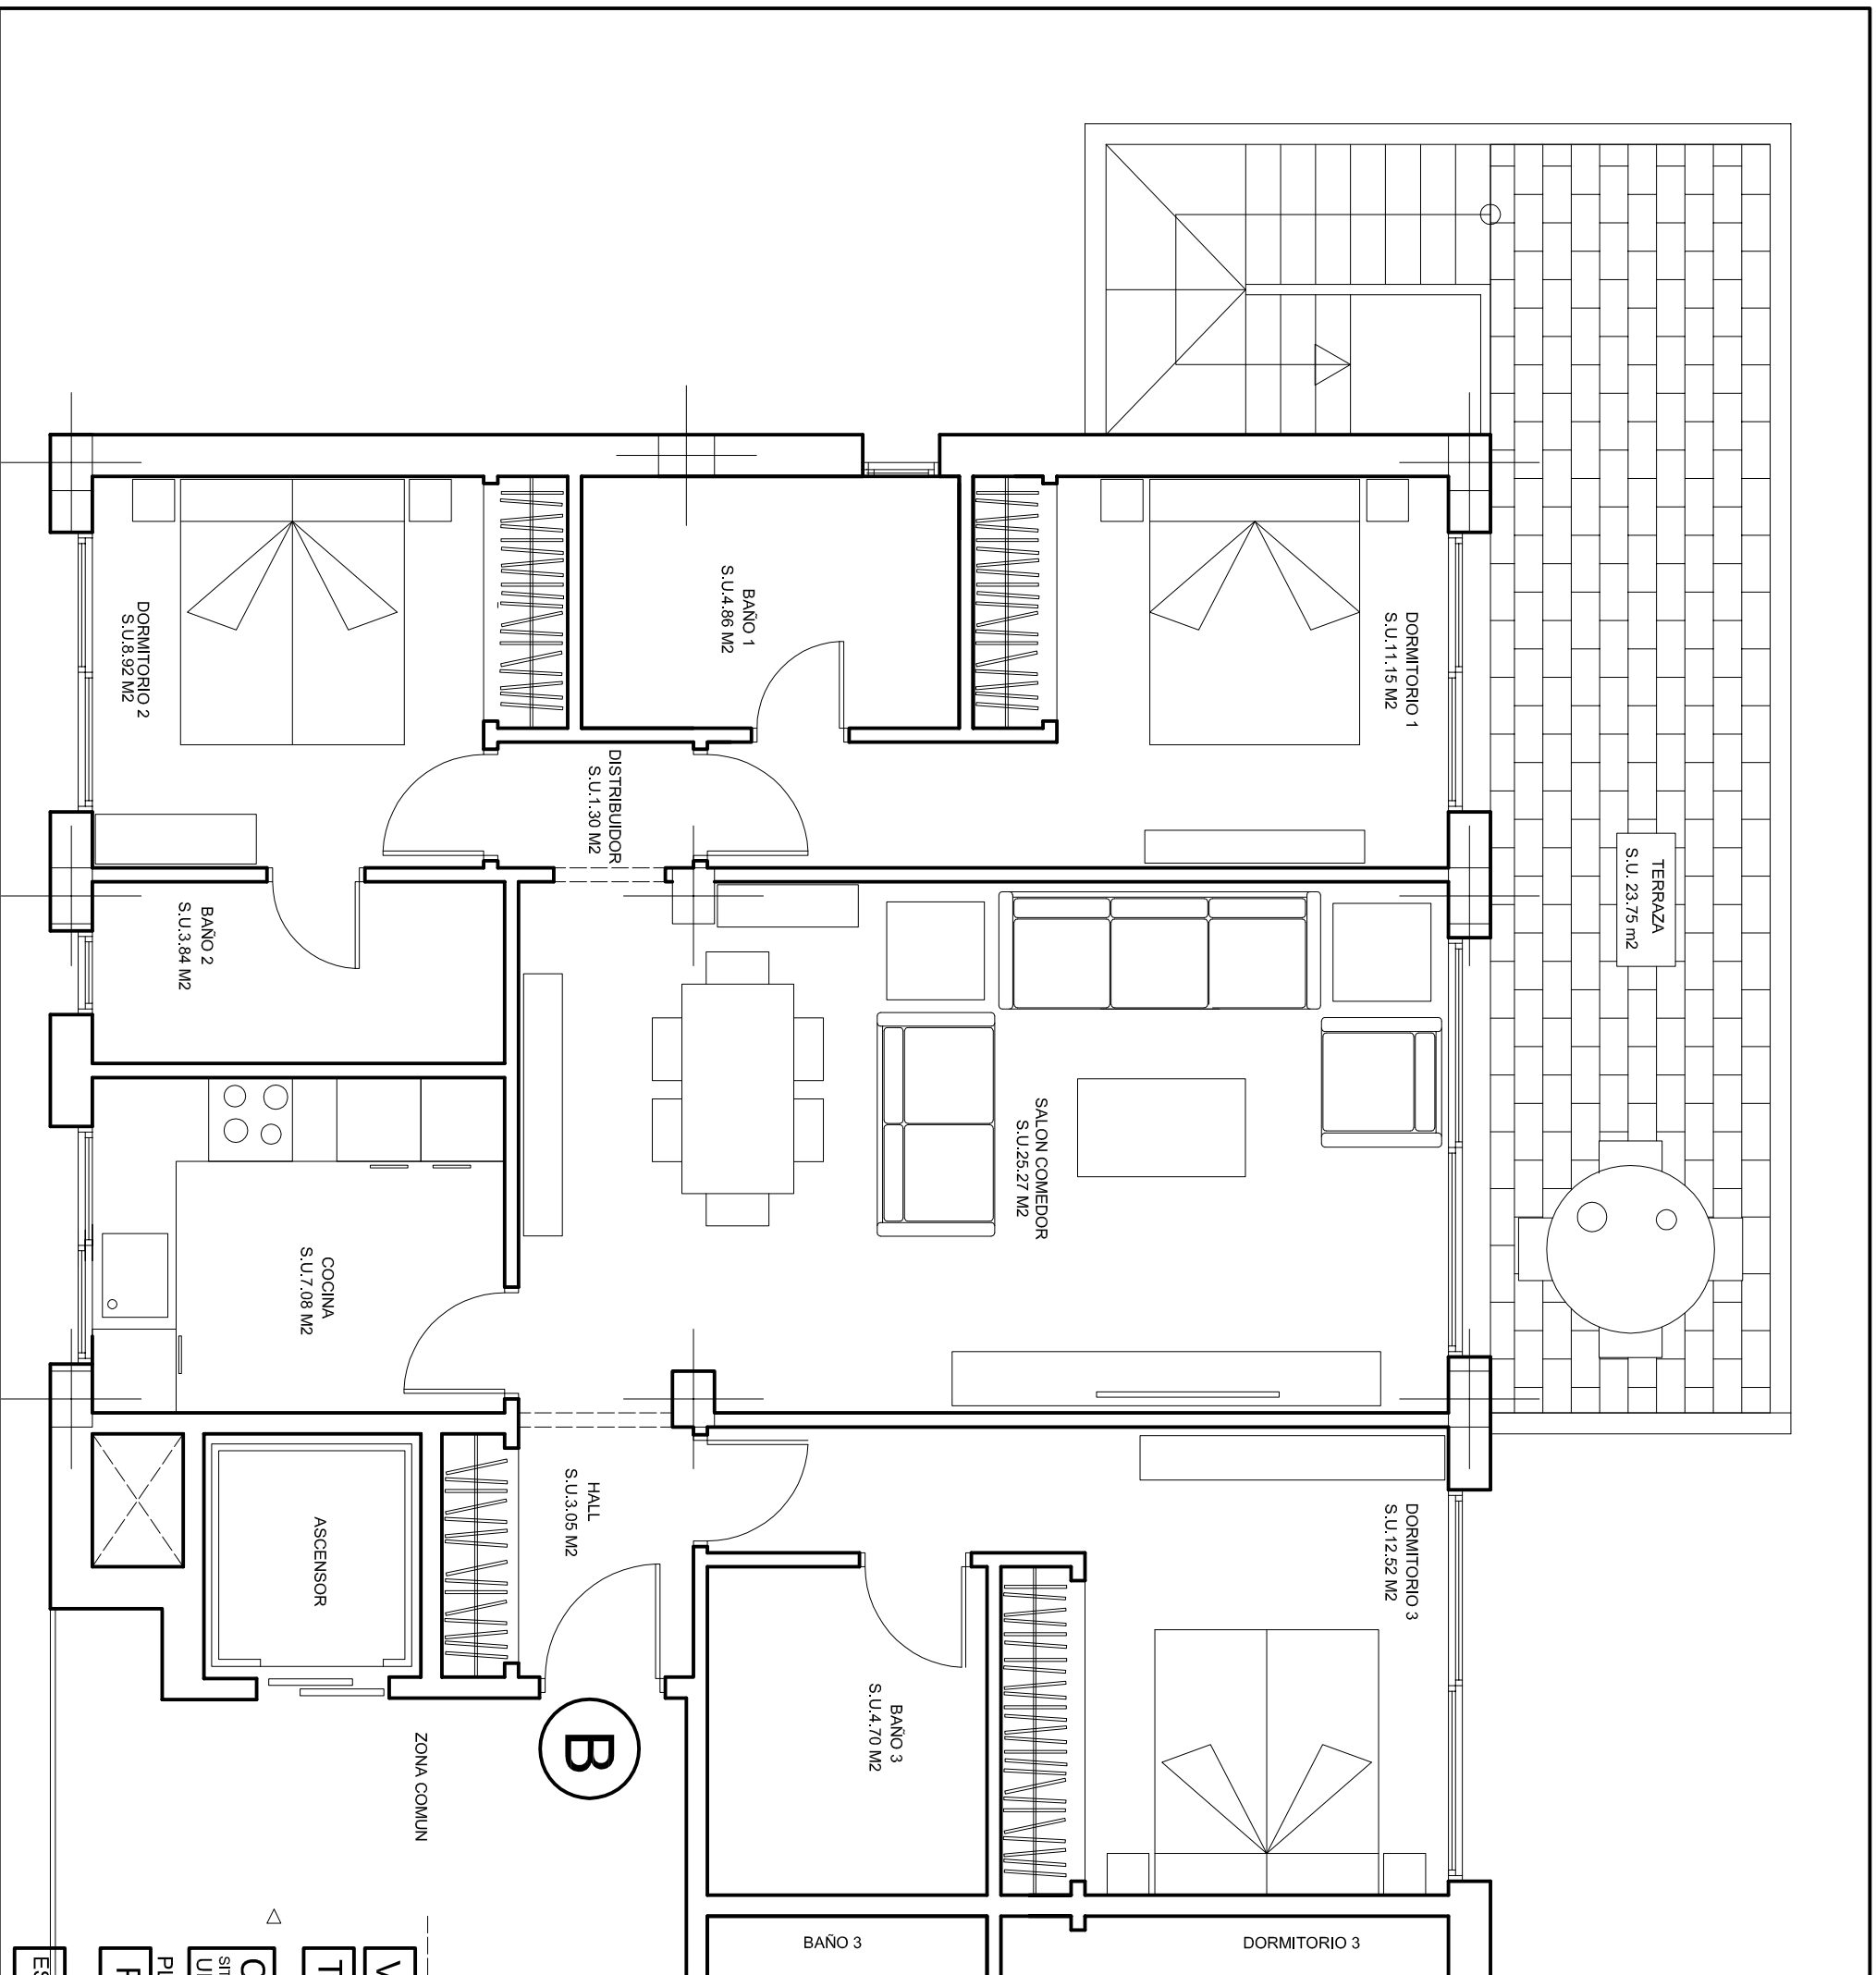 TERRAZA
S.U. 23.75 m2
DORMITORIO 1
S.U.11.15 M2
BAÑO 1
S.U.4.86 M2
DORMITORIO 2
S.U.8.92 M2
DISTRIBUIDOR
S.U.1.30 M2
BAÑO 2
S.U.3.84 M2
SALON COMEDOR
S.U.25.27 M2
COCINA
S.U.7.08 M2
DORMITORIO 3
S.U.12.52 M2
HALL
S.U.3.05 M2
ASCENSOR
BAÑO 3
S.U.4.70 M2
B
ZONA COMUN
BAÑO 3
DORMITORIO 3